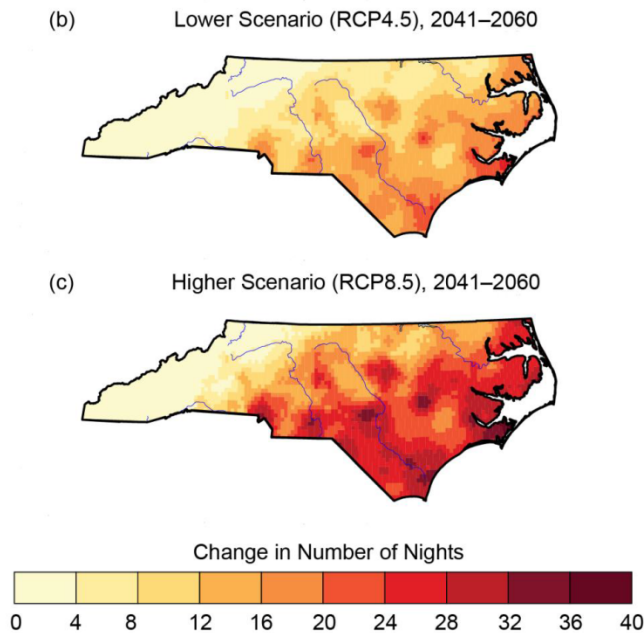 (b) Lower Scenario (RCP4.5), 2041–2060
(c) Higher Scenario (RCP8.5), 2041–2060
Change in Number of Nights
0 4 8 12 16 20 24 28 32 36 40